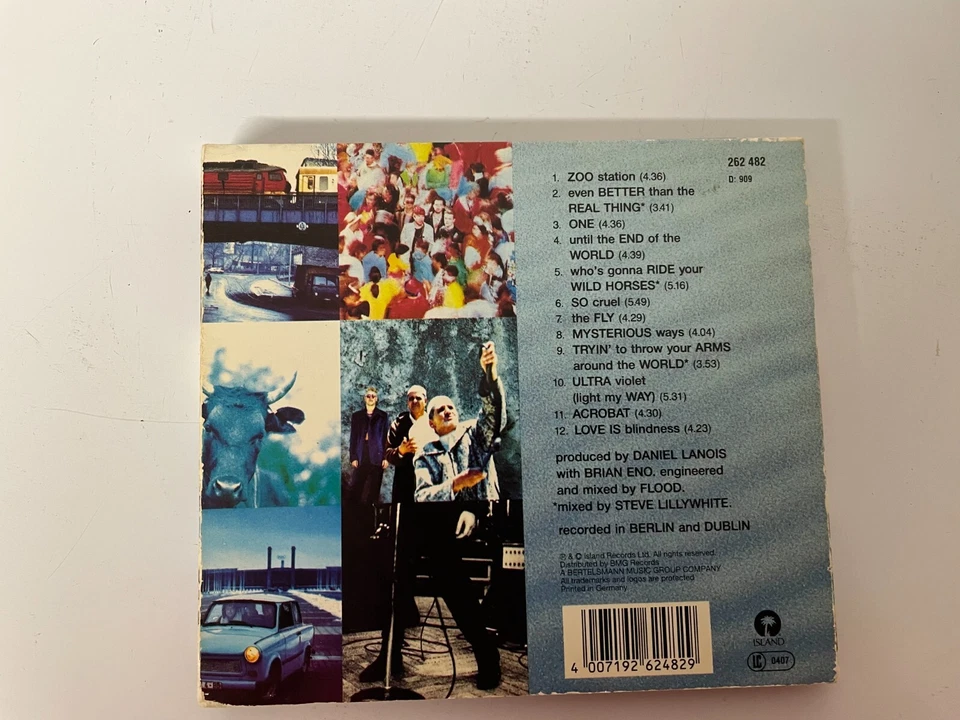 262 482
D: 909
1. ZOO station (4.36)
2. even BETTER than the
REAL THING* (3.41)
3. ONE (4.36)
4. until the END of the
WORLD (4.39)
5. who's gonna RIDE your
WILD HORSES* (5.16)
6. SO cruel (5.49)
7. the FLY (4.29)
8. MYSTERIOUS ways (4.04)
9. TRYIN' to throw your ARMS
around the WORLD* (3.53)
10. ULTRA violet
(light my WAY) (5.31)
11. ACROBAT (4.30)
12. LOVE IS blindness (4.23)
produced by DANIEL LANOIS
with BRIAN ENO. engineered
and mixed by FLOOD.
*mixed by STEVE LILLYWHITE.
recorded in BERLIN and DUBLIN
℗ & © Island Records Ltd. All rights reserved.
Distributed by BMG Records
A BERTELSMANN MUSIC GROUP COMPANY
All trademarks and logos are protected
Printed in Germany
4 007192 624829
ISLAND
LC 0407